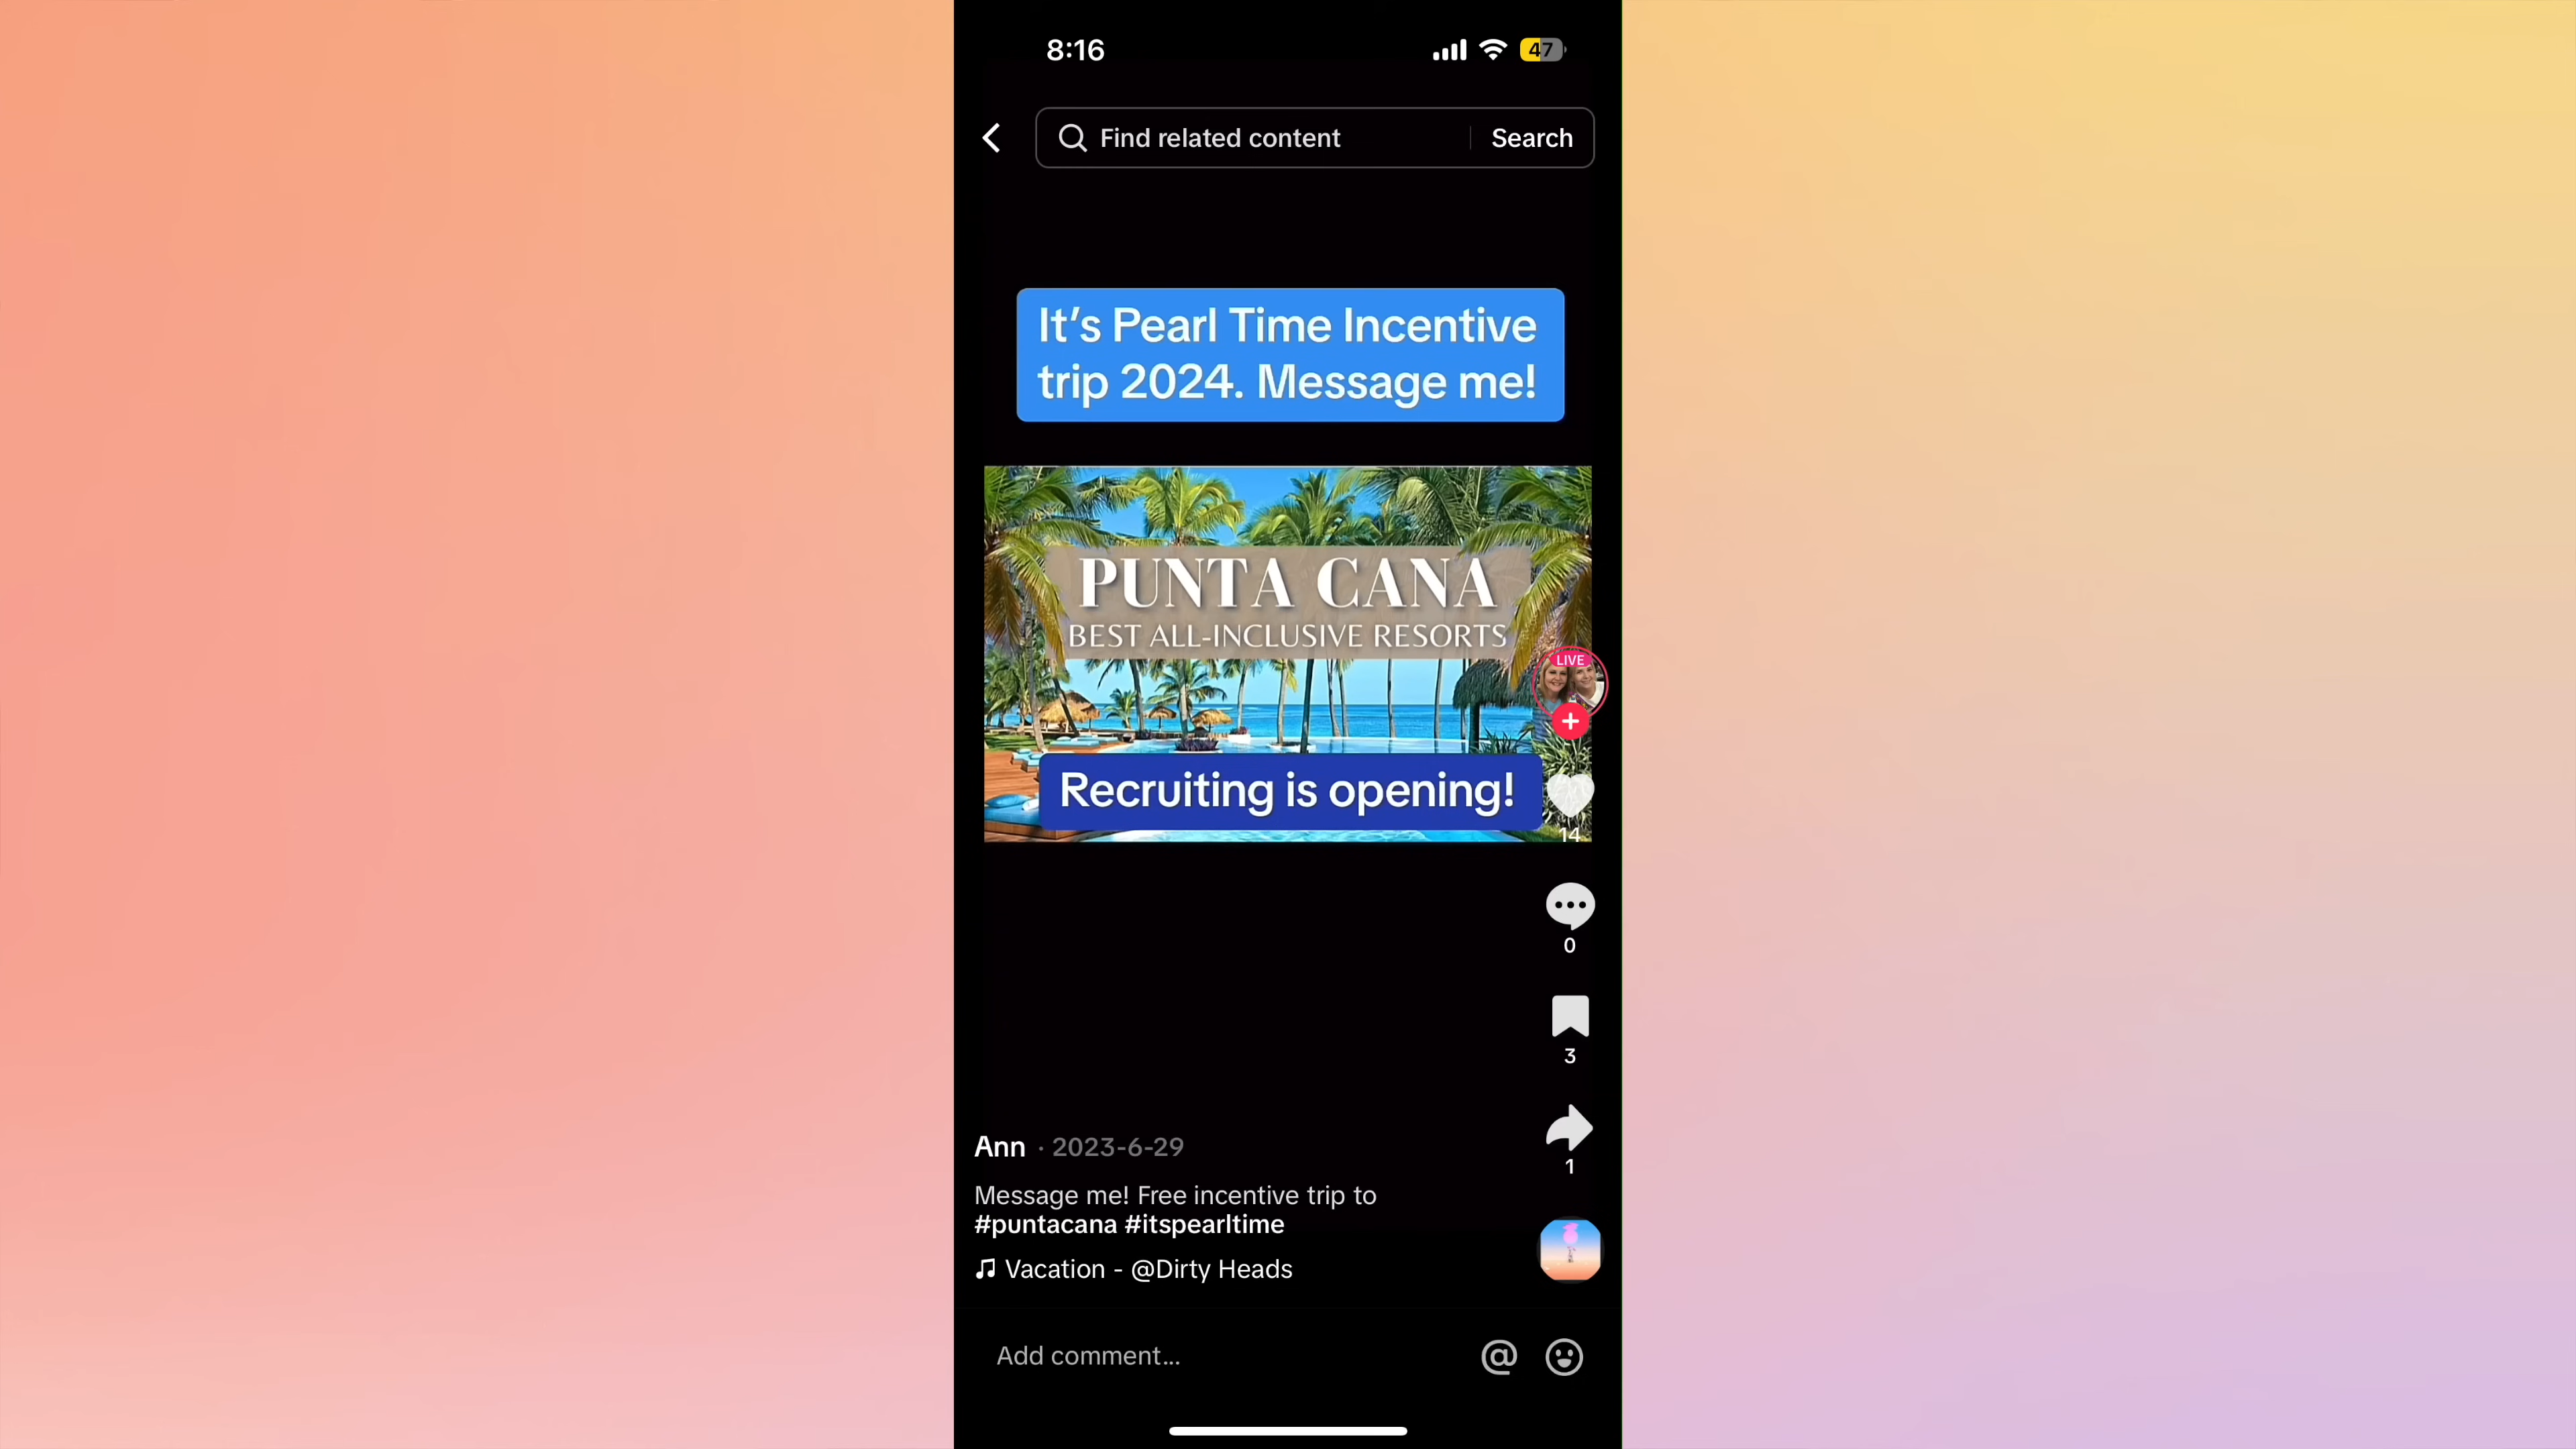 8:16
47
Find related content
Search
It's Pearl Time Incentive
trip 2024. Message me!
PUNTA CANA
BEST ALL-INCLUSIVE RESORTS
LIVE
Recruiting is opening!
14
0
3
1
Ann · 2023-6-29
Message me! Free incentive trip to
#puntacana #itspearltime
Vacation - @Dirty Heads
Add comment...
@